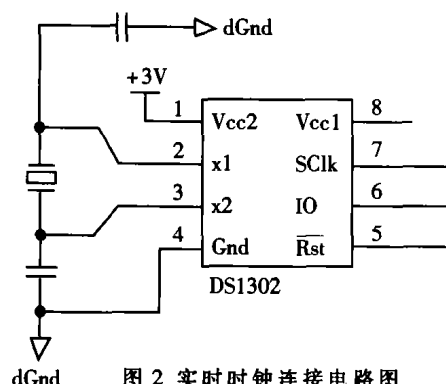 dGnd
+3V
1 Vcc2 Vcc1 8
2 x1 SClk 7
3 x2 IO 6
4 Gnd Rst 5
DS1302
dGnd
图 2 实时时钟连接电路图